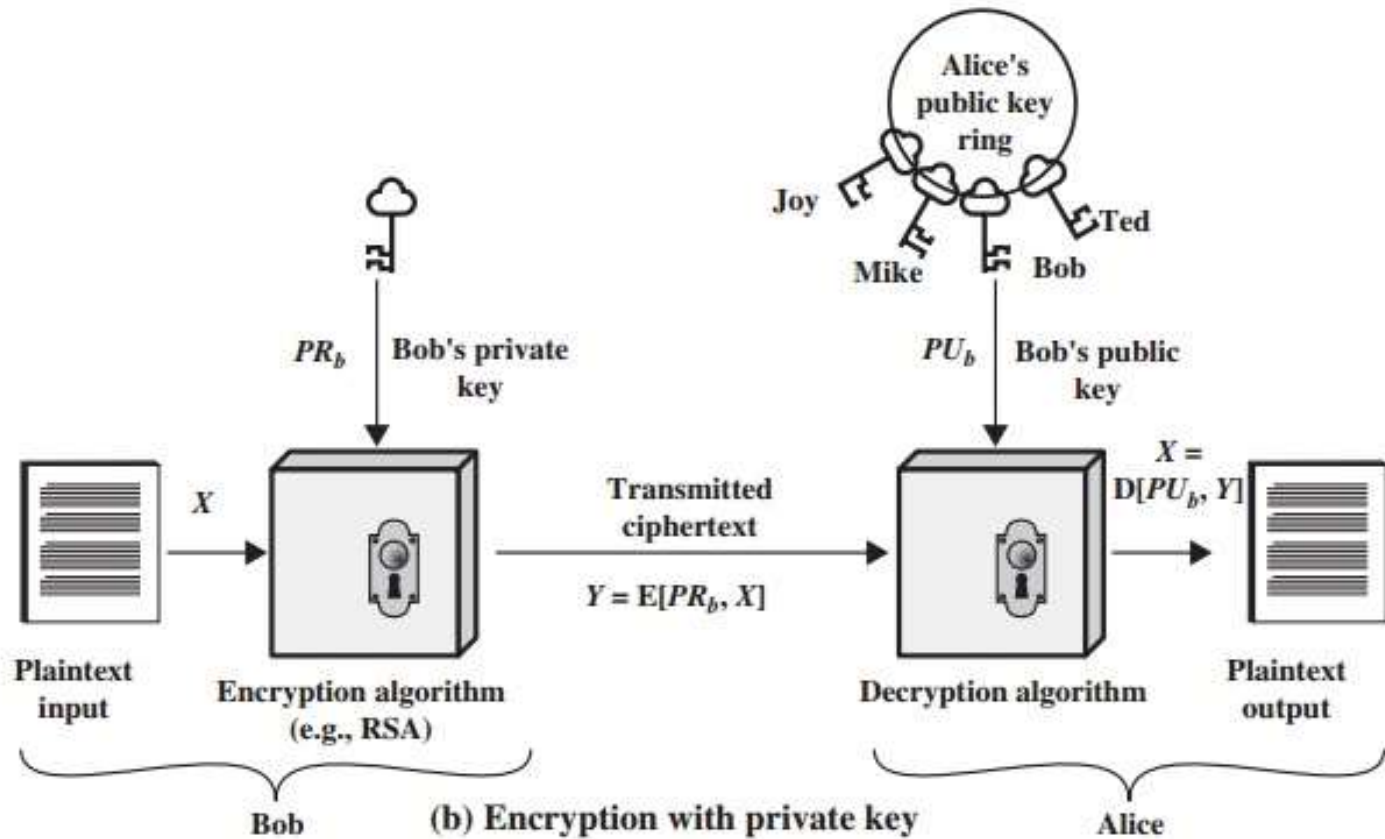 Alice's
public key
ring
Joy
Mike
Bob
Ted
PR_b
Bob's private
key
PU_b
Bob's public
key
X
Transmitted
ciphertext
Y = E[PR_b, X]
X =
D[PU_b, Y]
Plaintext
input
Encryption algorithm
(e.g., RSA)
Decryption algorithm
Plaintext
output
Bob
(b) Encryption with private key
Alice